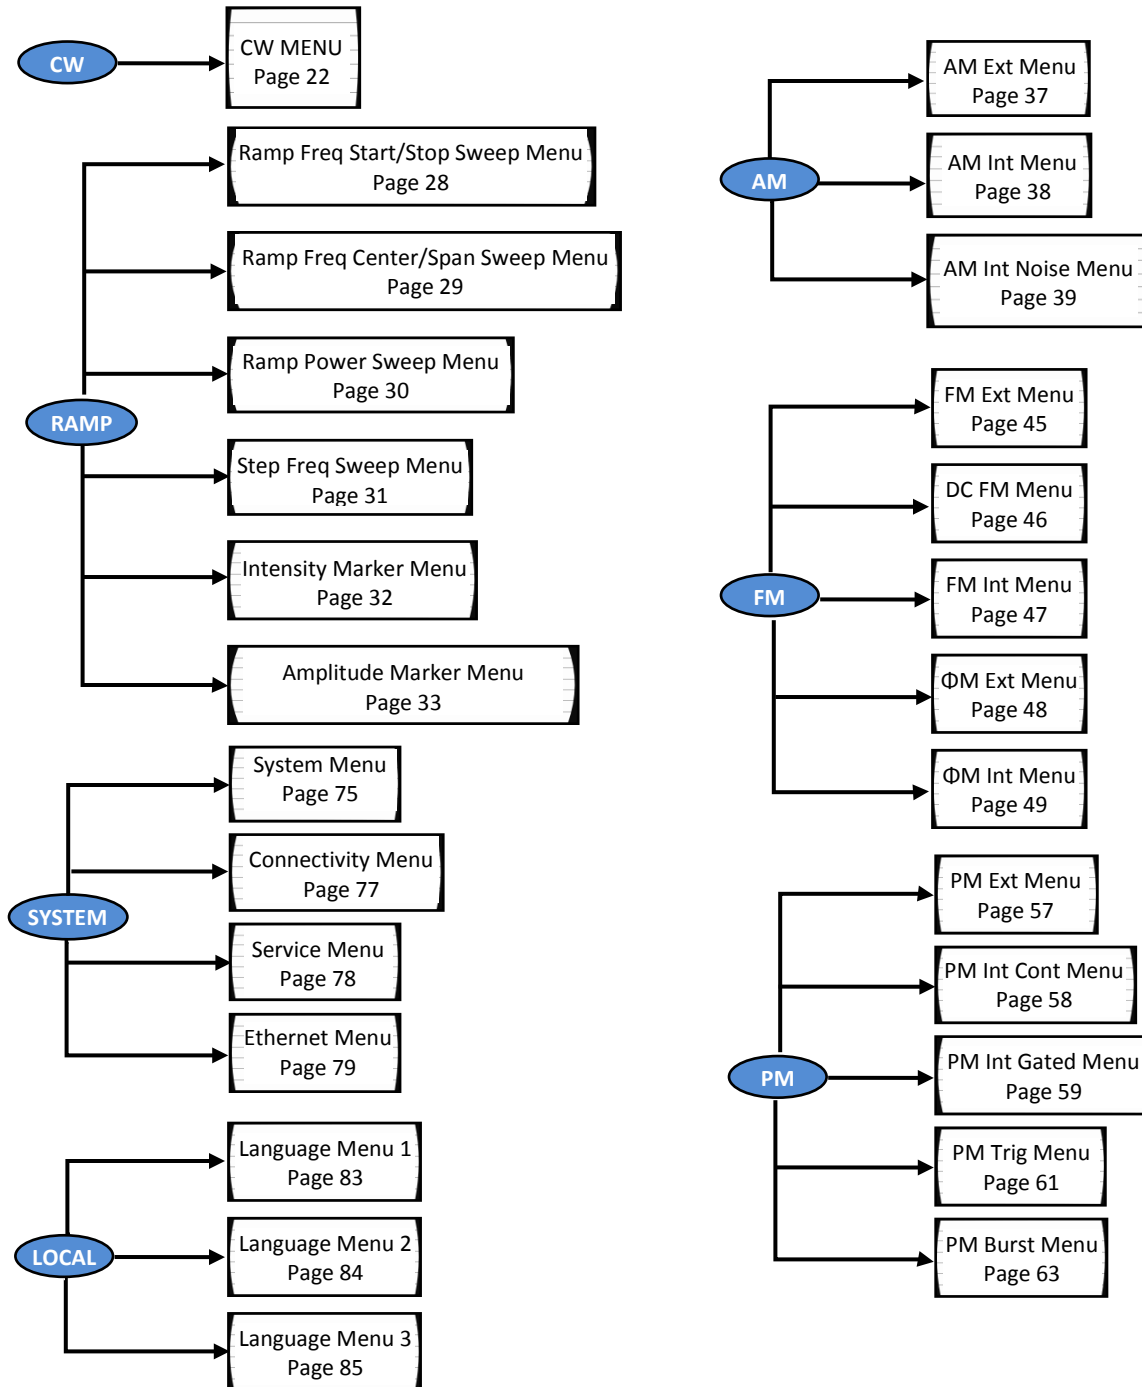 CW
CW MENU
Page 22
RAMP
Ramp Freq Start/Stop Sweep Menu
Page 28
Ramp Freq Center/Span Sweep Menu
Page 29
Ramp Power Sweep Menu
Page 30
Step Freq Sweep Menu
Page 31
Intensity Marker Menu
Page 32
Amplitude Marker Menu
Page 33
SYSTEM
System Menu
Page 75
Connectivity Menu
Page 77
Service Menu
Page 78
Ethernet Menu
Page 79
LOCAL
Language Menu 1
Page 83
Language Menu 2
Page 84
Language Menu 3
Page 85
AM
AM Ext Menu
Page 37
AM Int Menu
Page 38
AM Int Noise Menu
Page 39
FM
FM Ext Menu
Page 45
DC FM Menu
Page 46
FM Int Menu
Page 47
ΦM Ext Menu
Page 48
ΦM Int Menu
Page 49
PM
PM Ext Menu
Page 57
PM Int Cont Menu
Page 58
PM Int Gated Menu
Page 59
PM Trig Menu
Page 61
PM Burst Menu
Page 63